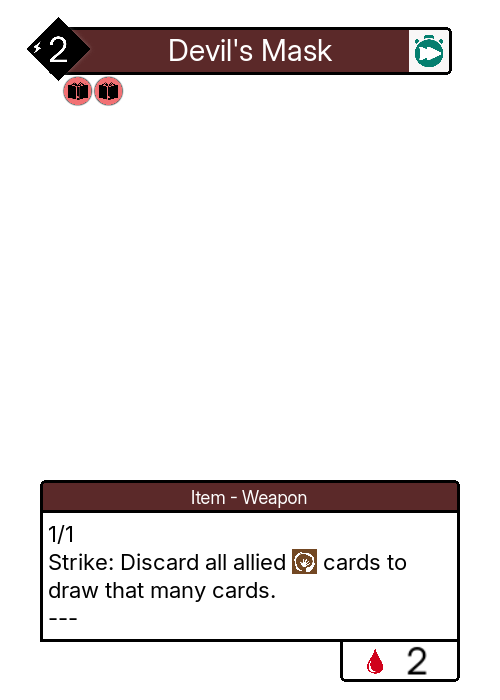 2
Devil's Mask
Item - Weapon
1/1
Strike: Discard all allied cards to
draw that many cards.
---
2